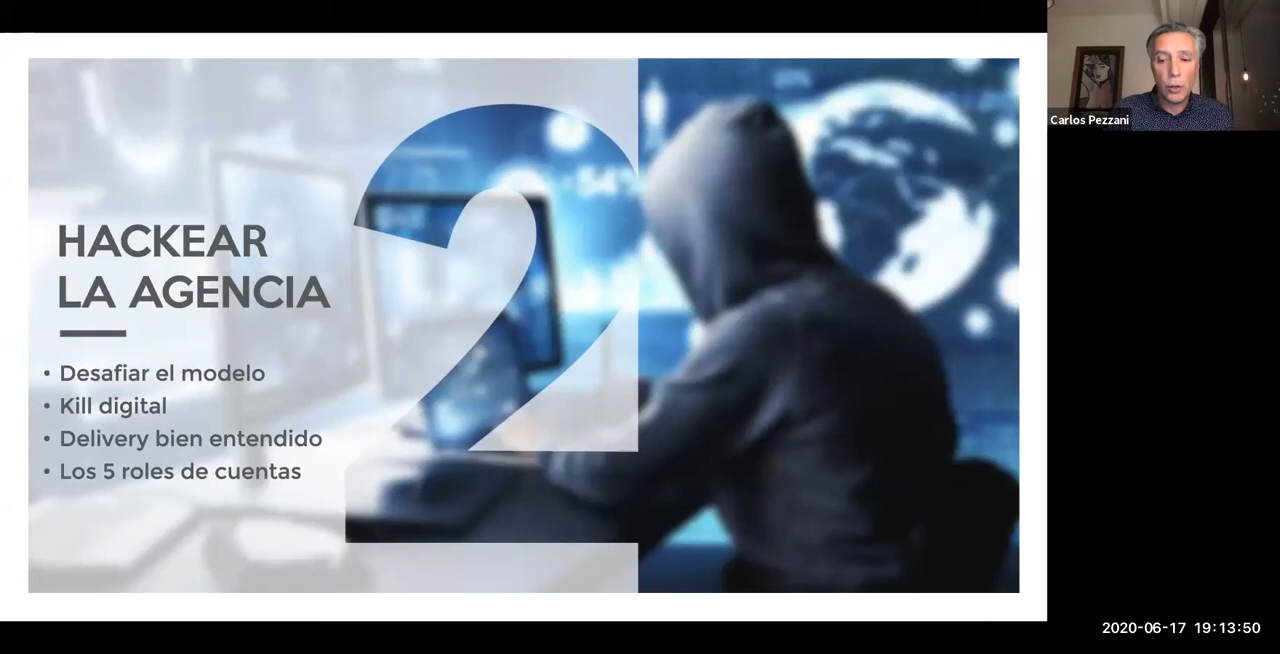 HACKEAR
LA AGENCIA
• Desafiar el modelo
• Kill digital
• Delivery bien entendido
• Los 5 roles de cuentas
2
Carlos Pezzani
2020-06-17 19:13:50